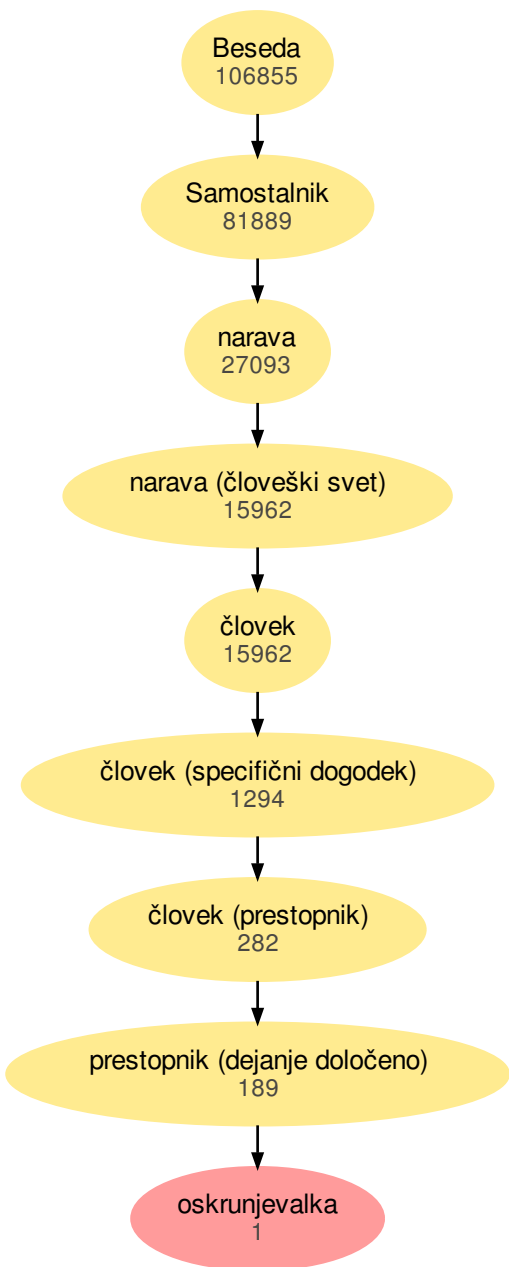 Beseda
106855
Samostalnik
81889
narava
27093
narava (človeški svet)
15962
človek
15962
človek (specifični dogodek)
1294
človek (prestopnik)
282
prestopnik (dejanje določeno)
189
oskrunjevalka
1